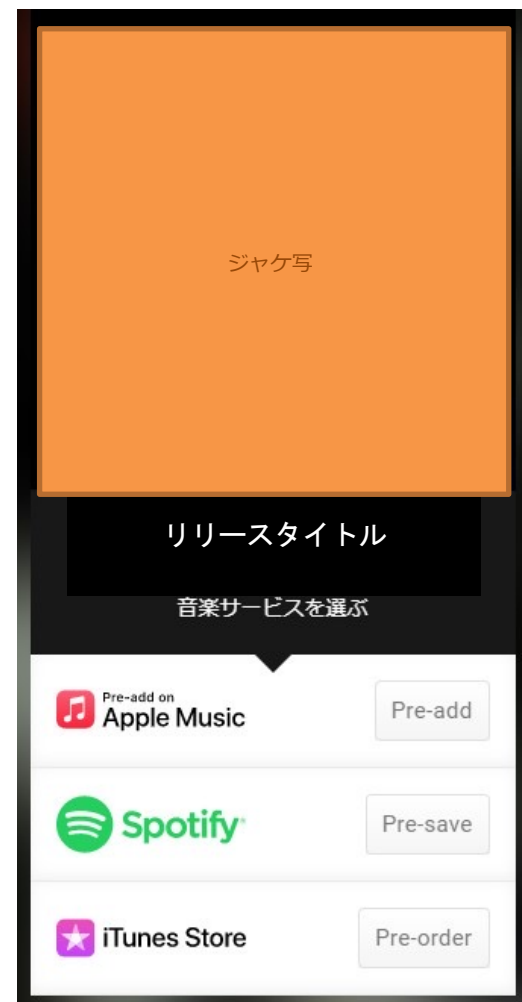 ジャケ写
リリースタイトル
音楽サービスを選ぶ
Pre-add on
Apple Music
Pre-add
Spotify
Pre-save
iTunes Store
Pre-order